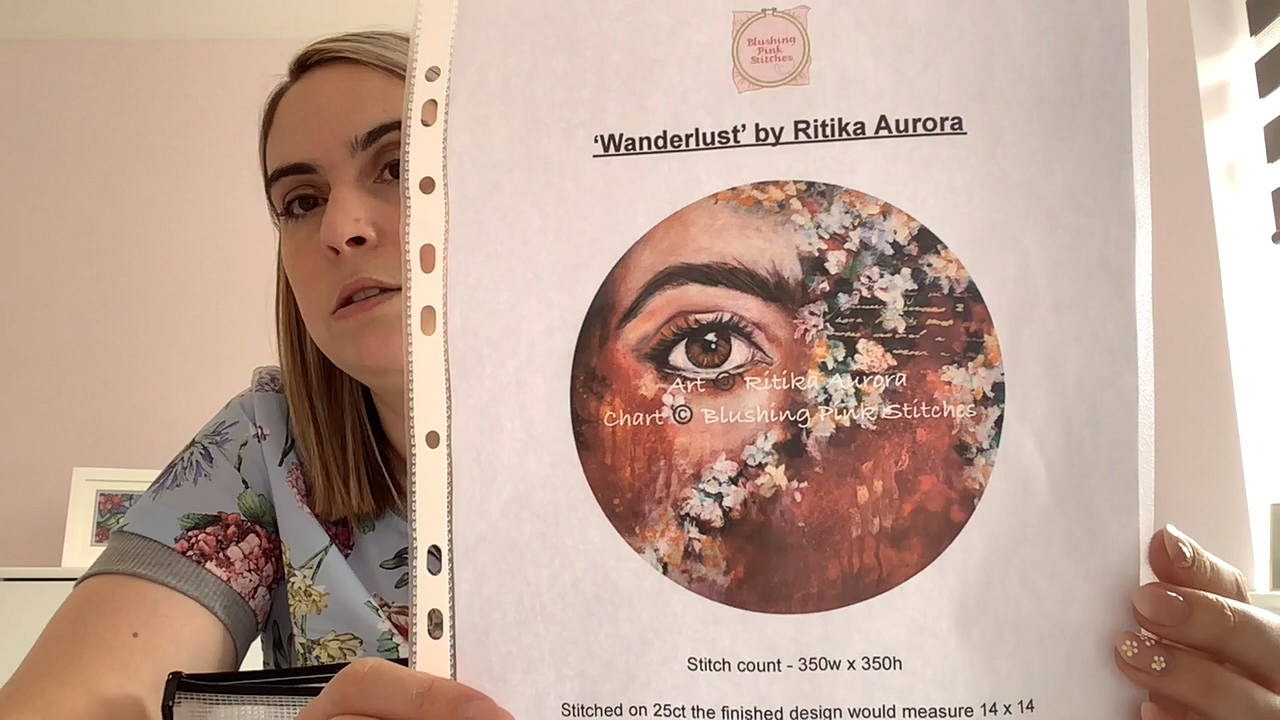 Blushing
Pink
Stitches
‘Wanderlust’ by Ritika Aurora
Art © Ritika Aurora
Chart © Blushing Pink Stitches
Stitch count - 350w x 350h
Stitched on 25ct the finished design would measure 14 x 14